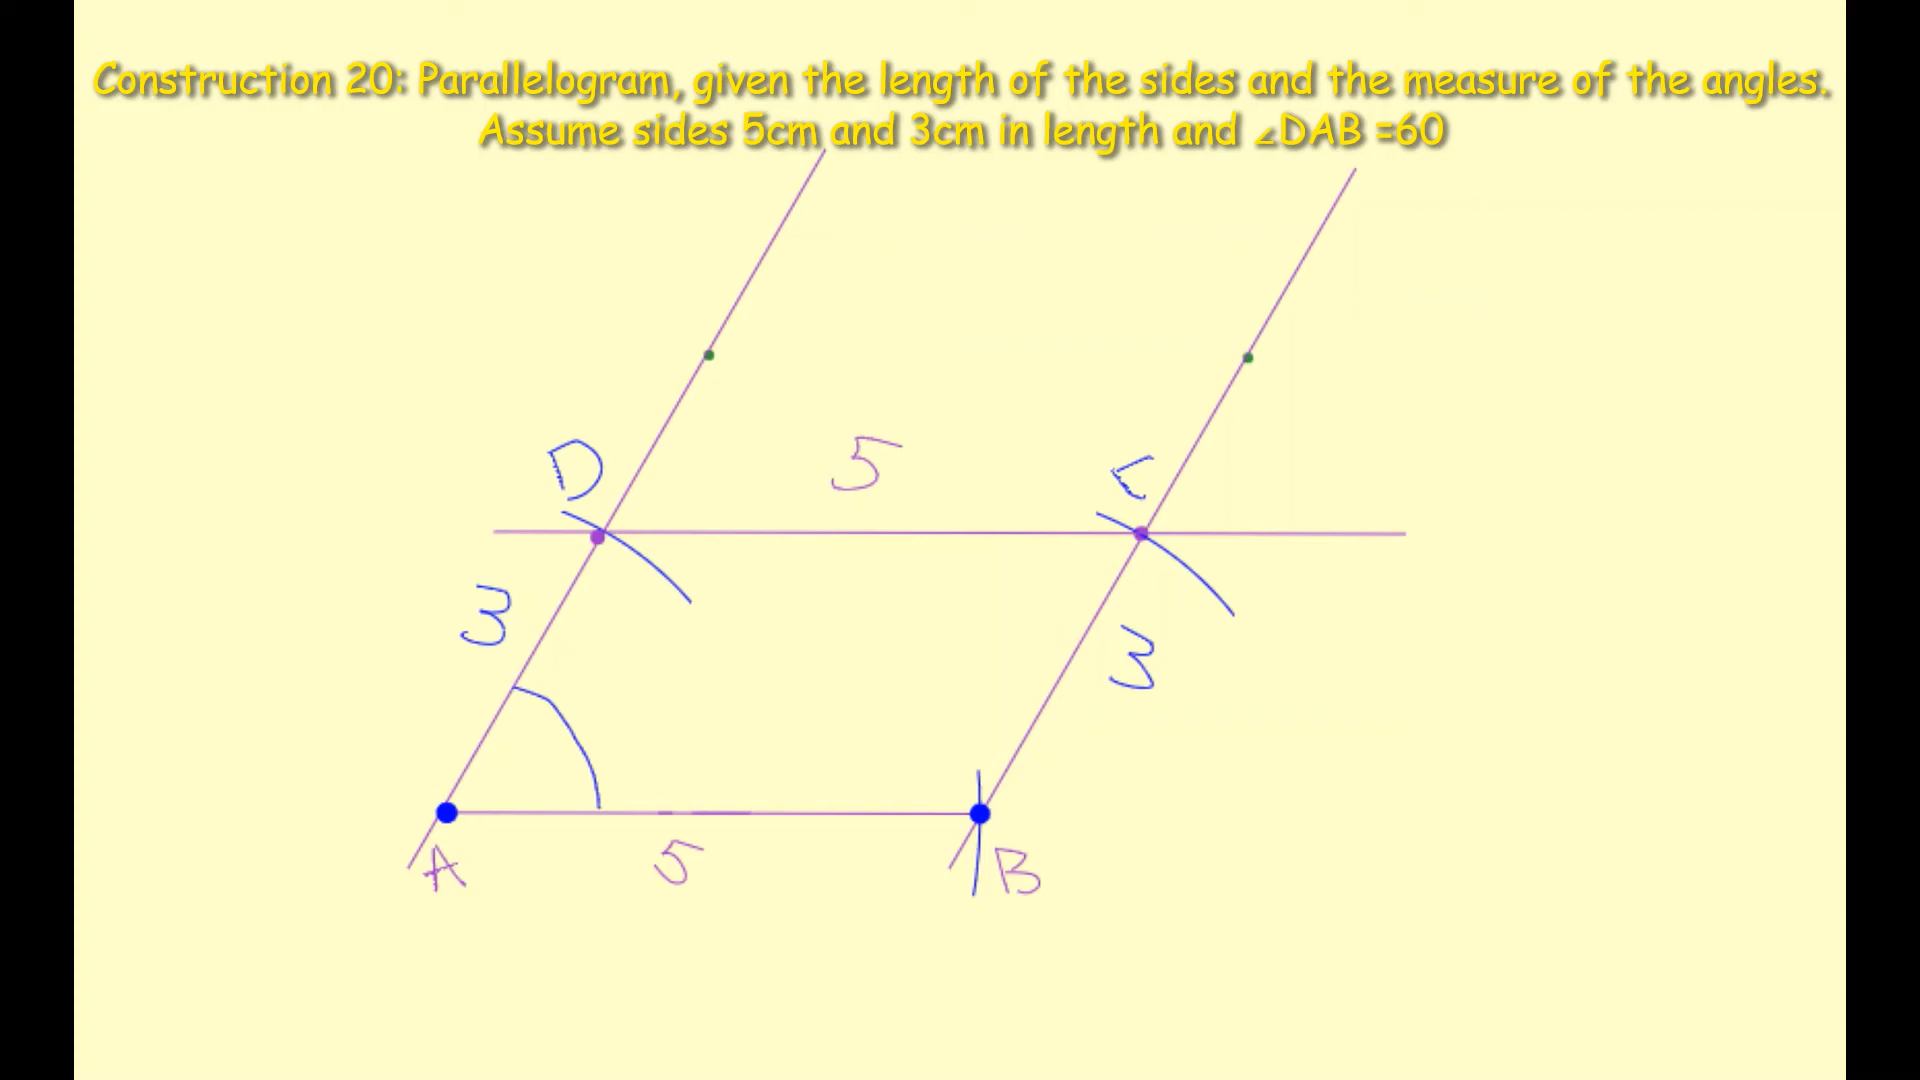 Construction 20: Parallelogram, given the length of the sides and the measure of the angles.
Assume sides 5cm and 3cm in length and ∠DAB =60
D
5
C
3
3
A
5
B